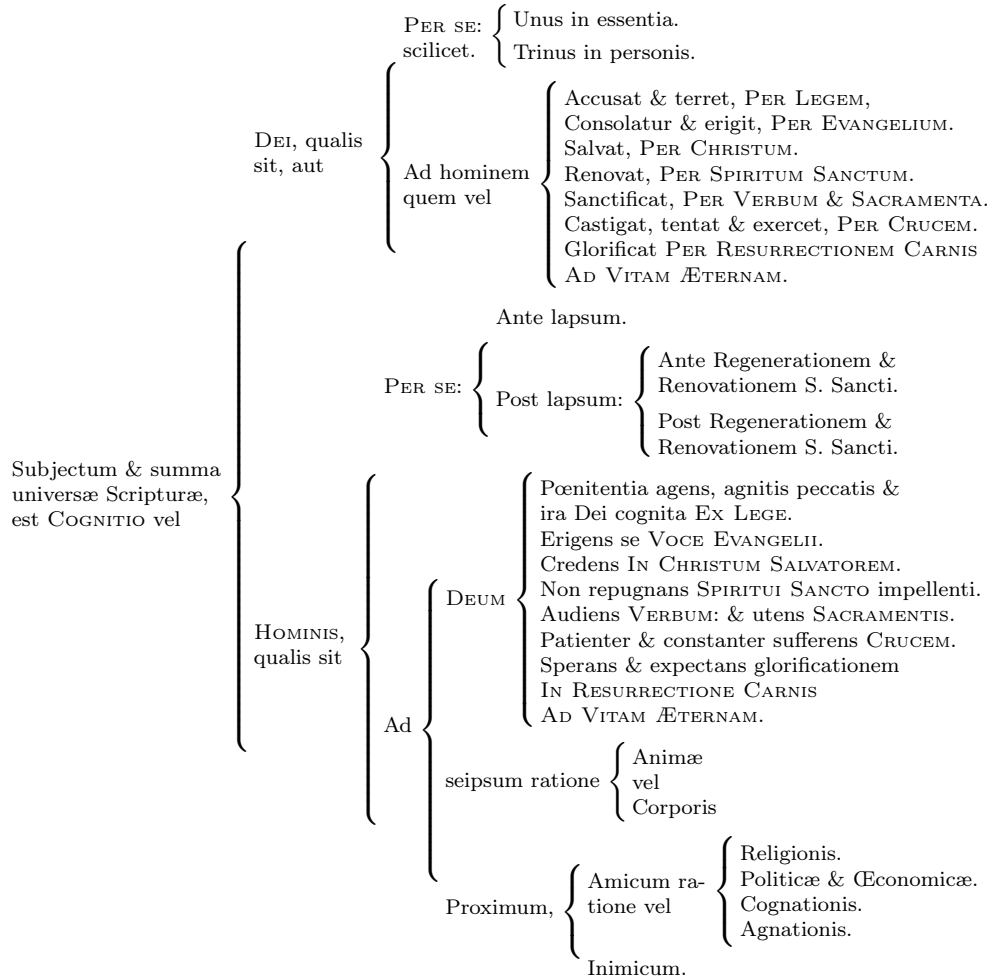 Subjectum & summa
universæ Scripturæ,
est COGNITIO vel
DEI, qualis
sit, aut
PER SE:
scilicet.
Unus in essentia.
Trinus in personis.
Ad hominem
quem vel
Accusat & terret, PER LEGEM,
Consolatur & erigit, PER EVANGELIUM.
Salvat, PER CHRISTUM.
Renovat, PER SPIRITUM SANCTUM.
Sanctificat, PER VERBUM & SACRAMENTA.
Castigat, tentat & exercet, PER CRUCEM.
Glorificat PER RESURRECTIONEM CARNIS
AD VITAM ÆTERNAM.
HOMINIS,
qualis sit
PER SE:
Ante lapsum.
Post lapsum:
Ante Regenerationem &
Renovationem S. Sancti.
Post Regenerationem &
Renovationem S. Sancti.
Ad
DEUM
Pœnitentia agens, agnitis peccatis &
ira Dei cognita EX LEGE.
Erigens se VOCE EVANGELII.
Credens IN CHRISTUM SALVATOREM.
Non repugnans SPIRITUI SANCTO impellenti.
Audiens VERBUM: & utens SACRAMENTIS.
Patienter & constanter sufferens CRUCEM.
Sperans & expectans glorificationem
IN RESURRECTIONE CARNIS
AD VITAM ÆTERNAM.
seipsum ratione
Animæ
vel
Corporis
Proximum,
Amicum ra-
tione vel
Religionis.
Politicæ & Œconomicæ.
Cognationis.
Agnationis.
Inimicum.